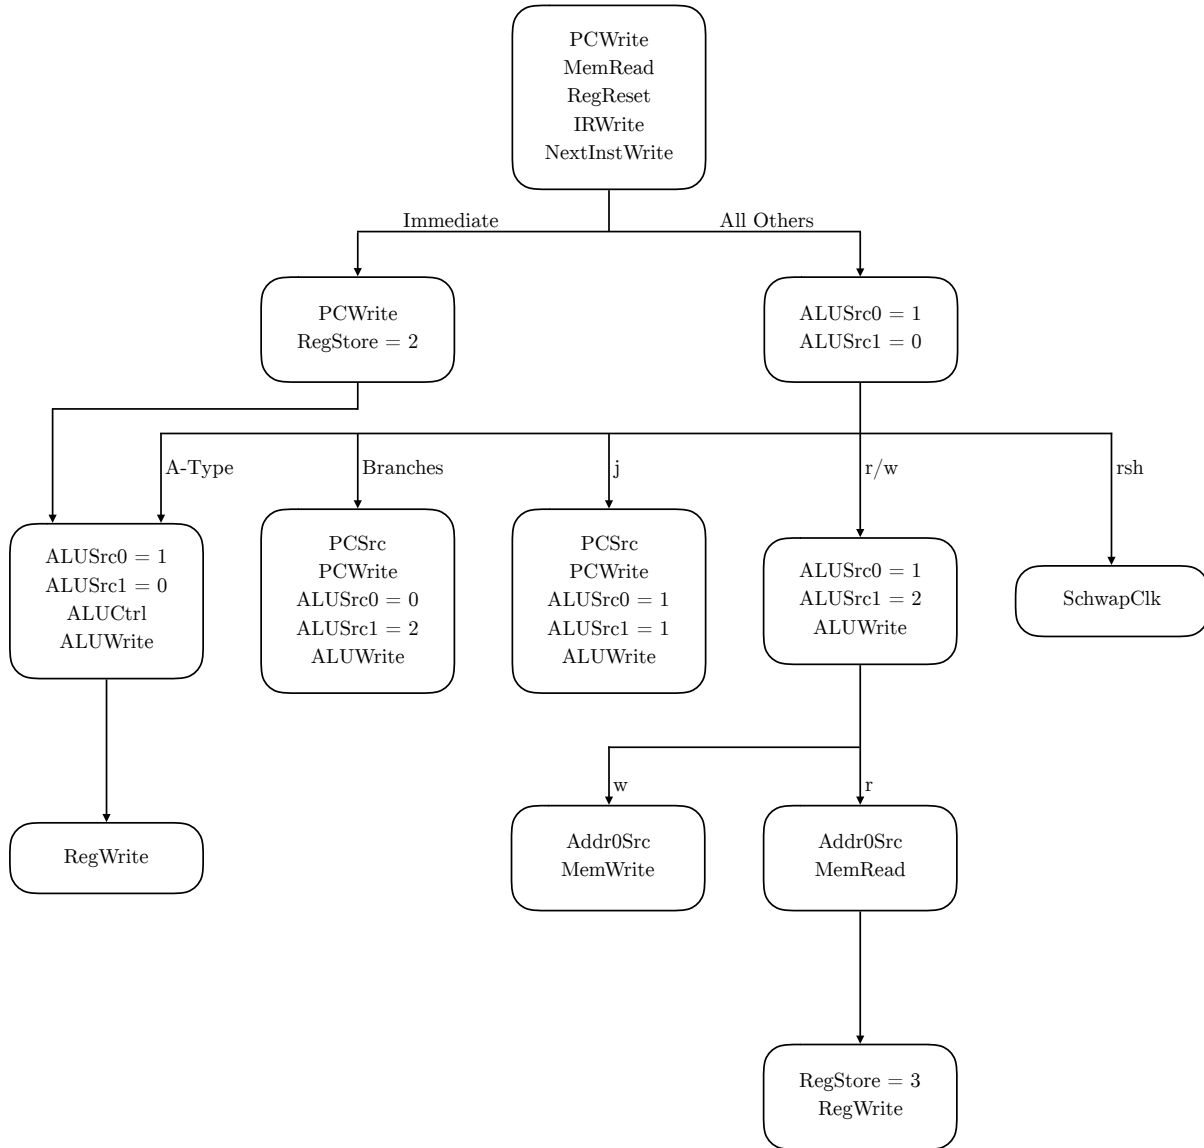 PCWrite
MemRead
RegReset
IRWrite
NextInstWrite
Immediate
All Others
PCWrite
RegStore = 2
ALUSrc0 = 1
ALUSrc1 = 0
A-Type
Branches
j
r/w
rsh
ALUSrc0 = 1
ALUSrc1 = 0
ALUCtrl
ALUWrite
PCSrc
PCWrite
ALUSrc0 = 0
ALUSrc1 = 2
ALUWrite
PCSrc
PCWrite
ALUSrc0 = 1
ALUSrc1 = 1
ALUWrite
ALUSrc0 = 1
ALUSrc1 = 2
ALUWrite
SchwapClk
w
r
RegWrite
Addr0Src
MemWrite
Addr0Src
MemRead
RegStore = 3
RegWrite